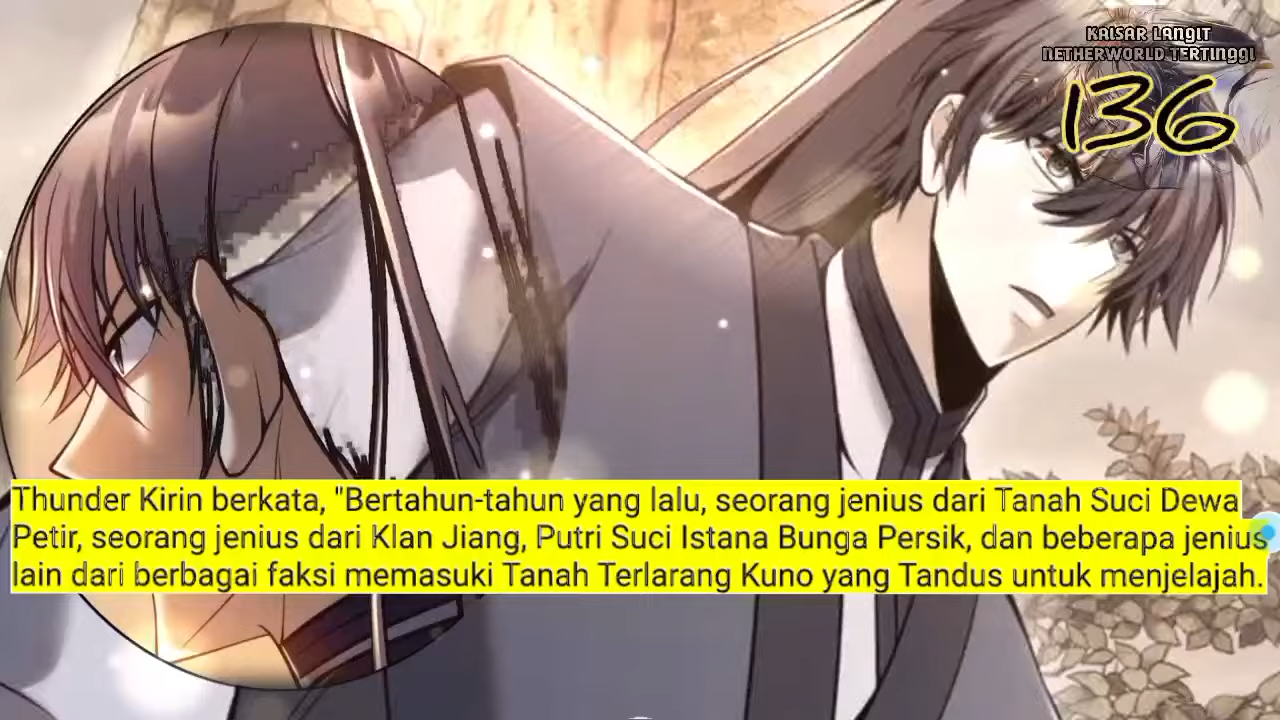 KAISAR LANGIT
NETHERWORLD TERTINGGI
136
Thunder Kirin berkata, "Bertahun-tahun yang lalu, seorang jenius dari Tanah Suci Dewa
Petir, seorang jenius dari Klan Jiang, Putri Suci Istana Bunga Persik, dan beberapa jenius
lain dari berbagai faksi memasuki Tanah Terlarang Kuno yang Tandus untuk menjelajah.